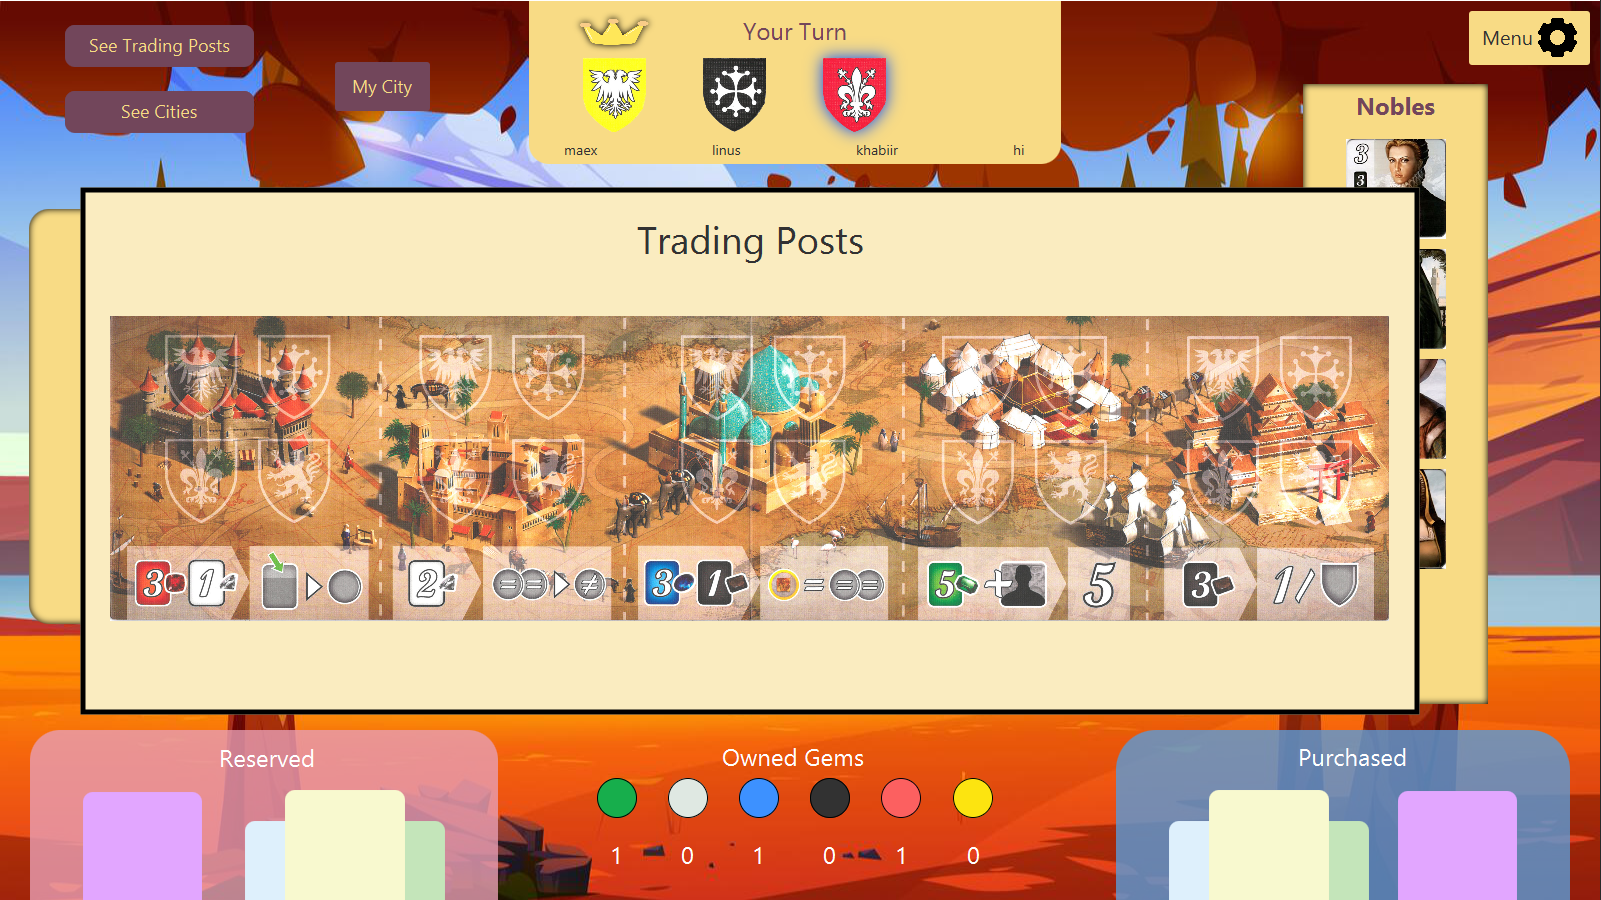 See Trading Posts
See Cities
My City
Your Turn
maex linus khabiir hi
Menu
Nobles
3
3
Trading Posts
3 1 2 == ≠ 3 1 = == 5 + 5 3 1/
Reserved
Owned Gems
1 0 1 0 1 0
Purchased